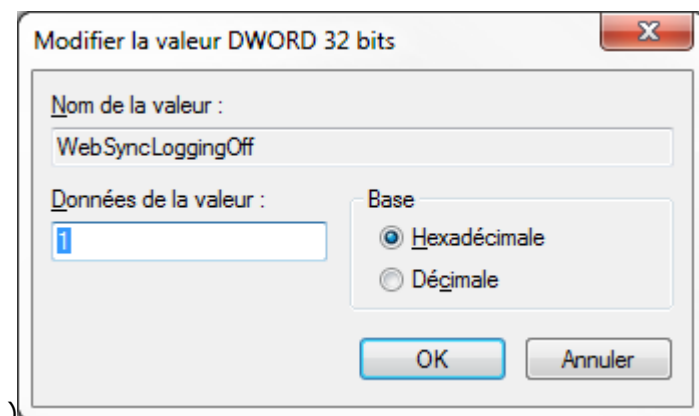 Modifier la valeur DWORD 32 bits
Nom de la valeur :
WebSyncLoggingOff
Données de la valeur :
1
Base
Hexadécimale
Décimale
OK
Annuler
)